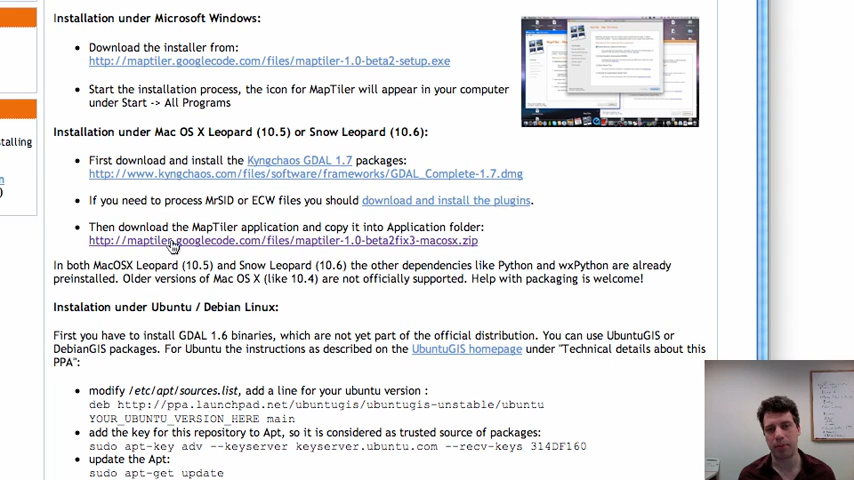 Installation under Microsoft Windows:
Download the installer from:
http://maptiler.googlecode.com/files/maptiler-1.0-beta2-setup.exe
Start the installation process, the icon for MapTiler will appear in your computer
under Start -> All Programs
Installation under Mac OS X Leopard (10.5) or Snow Leopard (10.6):
talling
First download and install the Kyngchaos GDAL 1.7 packages:
http://www.kyngchaos.com/files/software/frameworks/GDAL_Complete-1.7.dmg
If you need to process MrSID or ECW files you should download and install the plugins.
Then download the MapTiler application and copy it into Application folder:
http://maptiler.googlecode.com/files/maptiler-1.0-beta2fix3-macosx.zip
In both MacOSX Leopard (10.5) and Snow Leopard (10.6) the other dependencies like Python and wxPython are already
preinstalled. Older versions of Mac OS X (like 10.4) are not officially supported. Help with packaging is welcome!
Instalation under Ubuntu / Debian Linux:
First you have to install GDAL 1.6 binaries, which are not yet part of the official distribution. You can use UbuntuGIS or
DebianGIS packages. For Ubuntu the instructions as described on the UbuntuGIS homepage under "Technical details about this
PPA":
modify /etc/apt/sources.list, add a line for your ubuntu version :
deb http://ppa.launchpad.net/ubuntugis/ubuntugis-unstable/ubuntu
YOUR_UBUNTU_VERSION_HERE main
add the key for this repository to Apt, so it is considered as trusted source of packages:
sudo apt-key adv --keyserver keyserver.ubuntu.com --recv-keys 314DF160
update the Apt:
sudo apt-get update